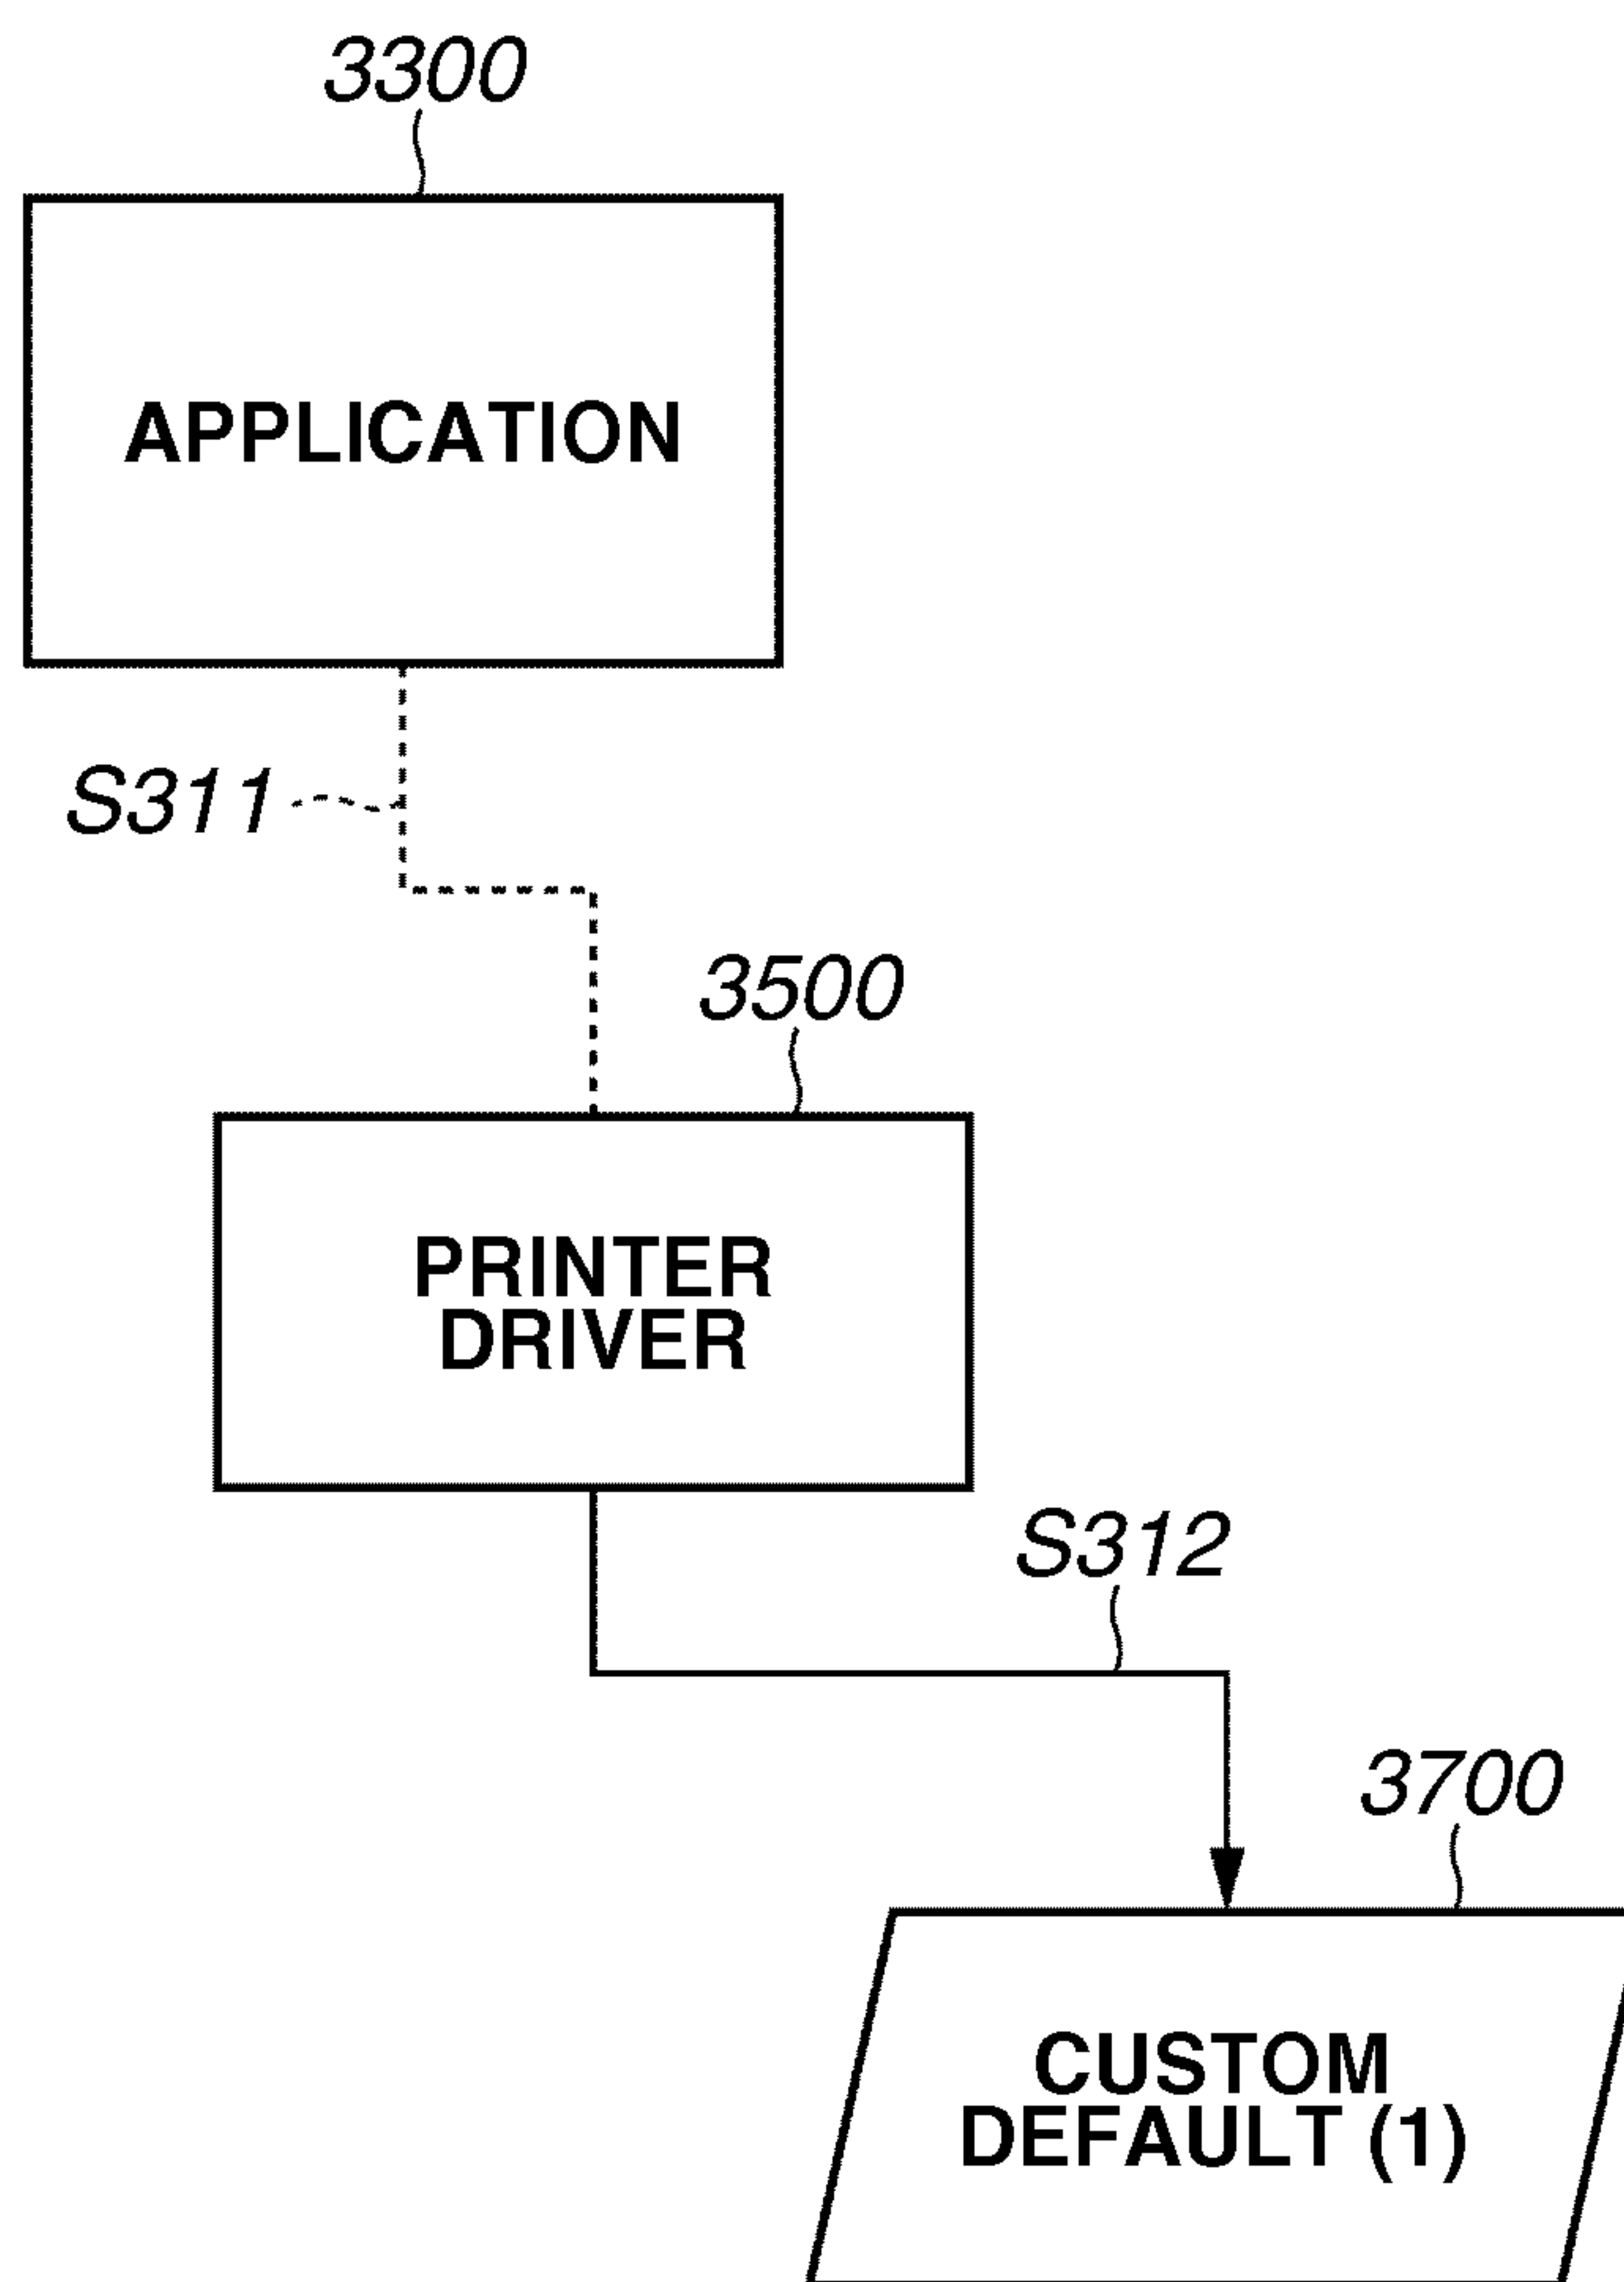 3300
APPLICATION
S311
3500
PRINTER
DRIVER
S312
3700
CUSTOM
DEFAULT (1)